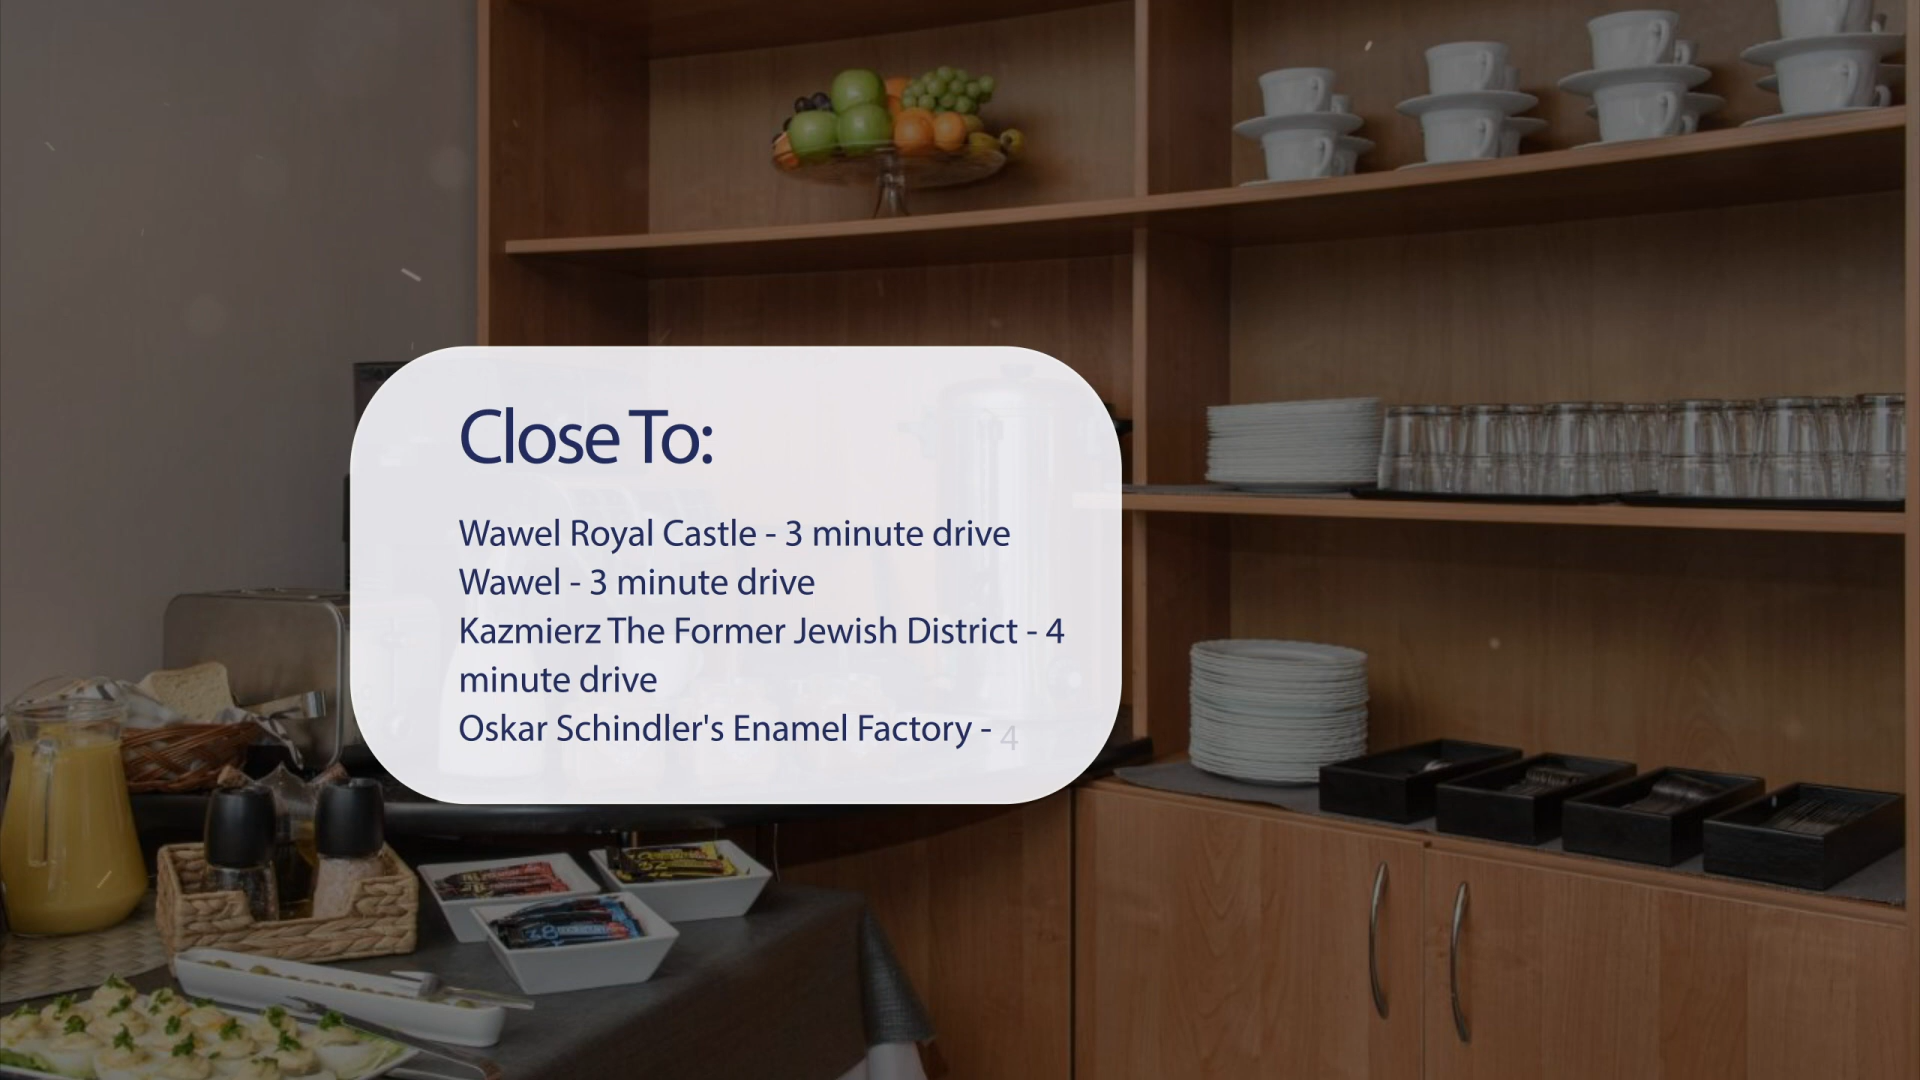 Close To:
Wawel Royal Castle - 3 minute drive
Wawel - 3 minute drive
Kazmierz The Former Jewish District - 4
minute drive
Oskar Schindler's Enamel Factory - 4